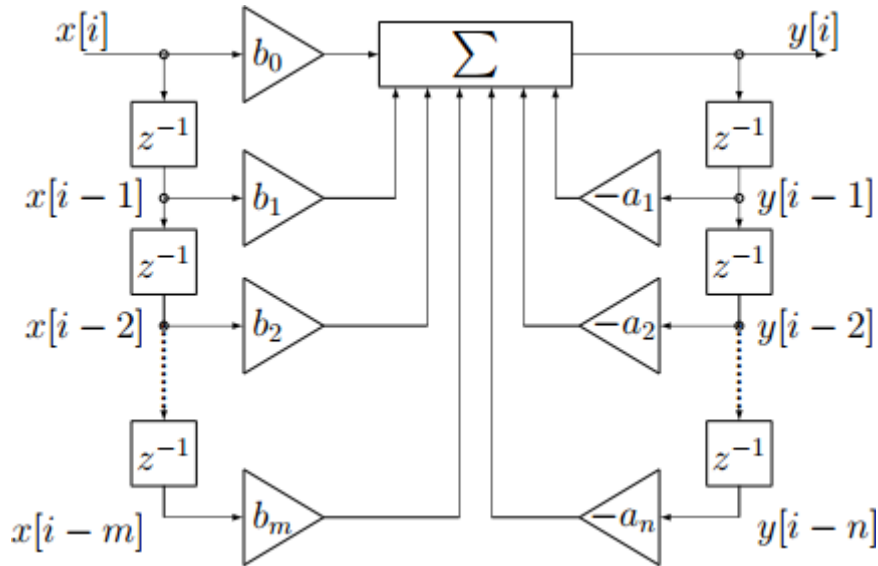 x[i] b₀ ∑ y[i]
z⁻¹ z⁻¹
x[i − 1] b₁ −a₁ y[i − 1]
z⁻¹ z⁻¹
x[i − 2] b₂ −a₂ y[i − 2]
z⁻¹ z⁻¹
x[i − m] bₘ −aₙ y[i − n]